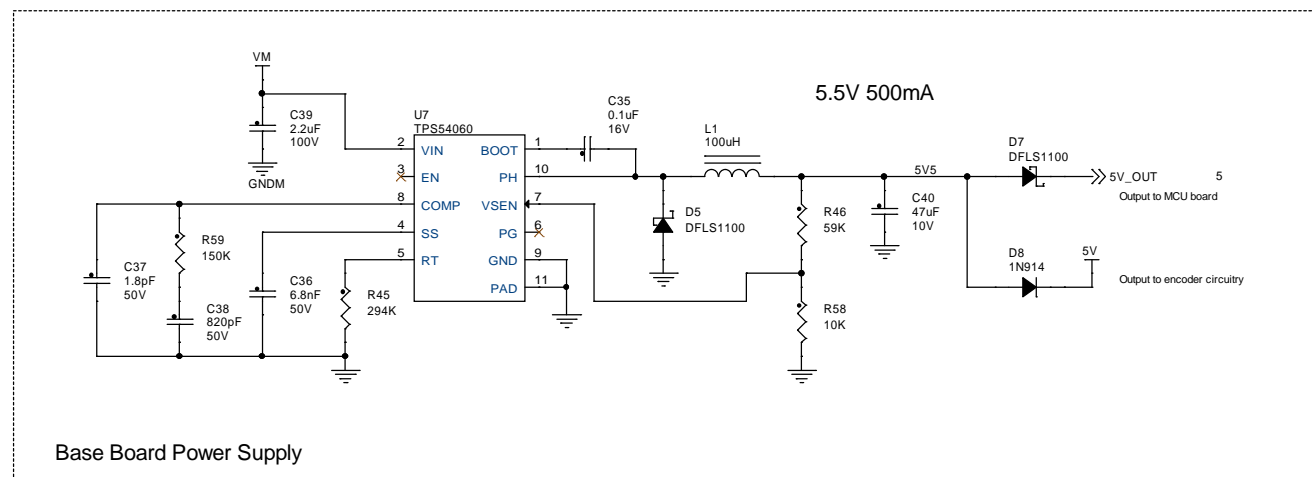 VM
C39
2.2uF
100V
GNDM
U7
TPS54060
2
VIN
3
EN
8
COMP
4
SS
5
RT
BOOT
1
PH
10
VSEN
7
PG
6
GND
9
PAD
11
C35
0.1uF
16V
5.5V 500mA
L1
100uH
D5
DFLS1100
R46
59K
R58
10K
5V5
C40
47uF
10V
D7
DFLS1100
5V_OUT
5
Output to MCU board
D8
1N914
5V
Output to encoder circuitry
C37
1.8pF
50V
R59
150K
C38
820pF
50V
C36
6.8nF
50V
R45
294K
Base Board Power Supply